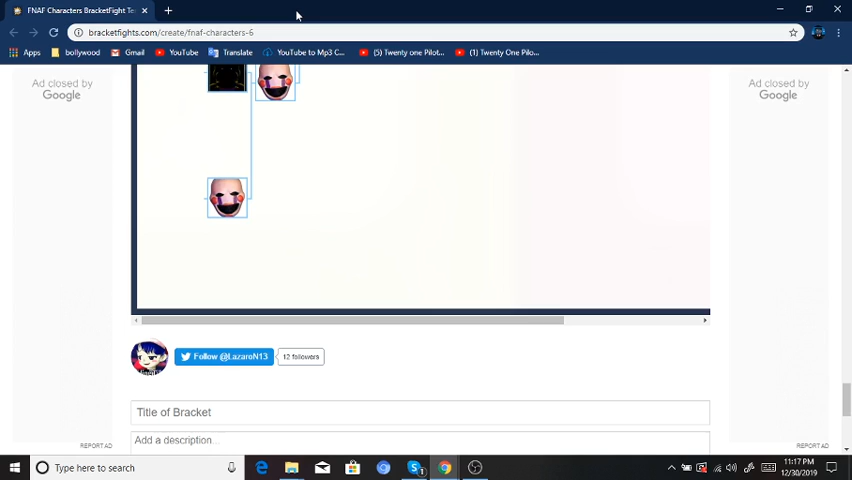 FNAF Characters BracketFight Te
bracketfights.com/create/fnaf-characters-6
Apps bollywood Gmail YouTube Translate YouTube to Mp3 C... (5) Twenty one Pilot... (1) Twenty One Pil...
Ad closed by
Google
Ad closed by
Google
Follow @LazaroN13
12 followers
Title of Bracket
Add a description...
REPORT AD
REPORT AD
Type here to search
11:17 PM
12/30/2019